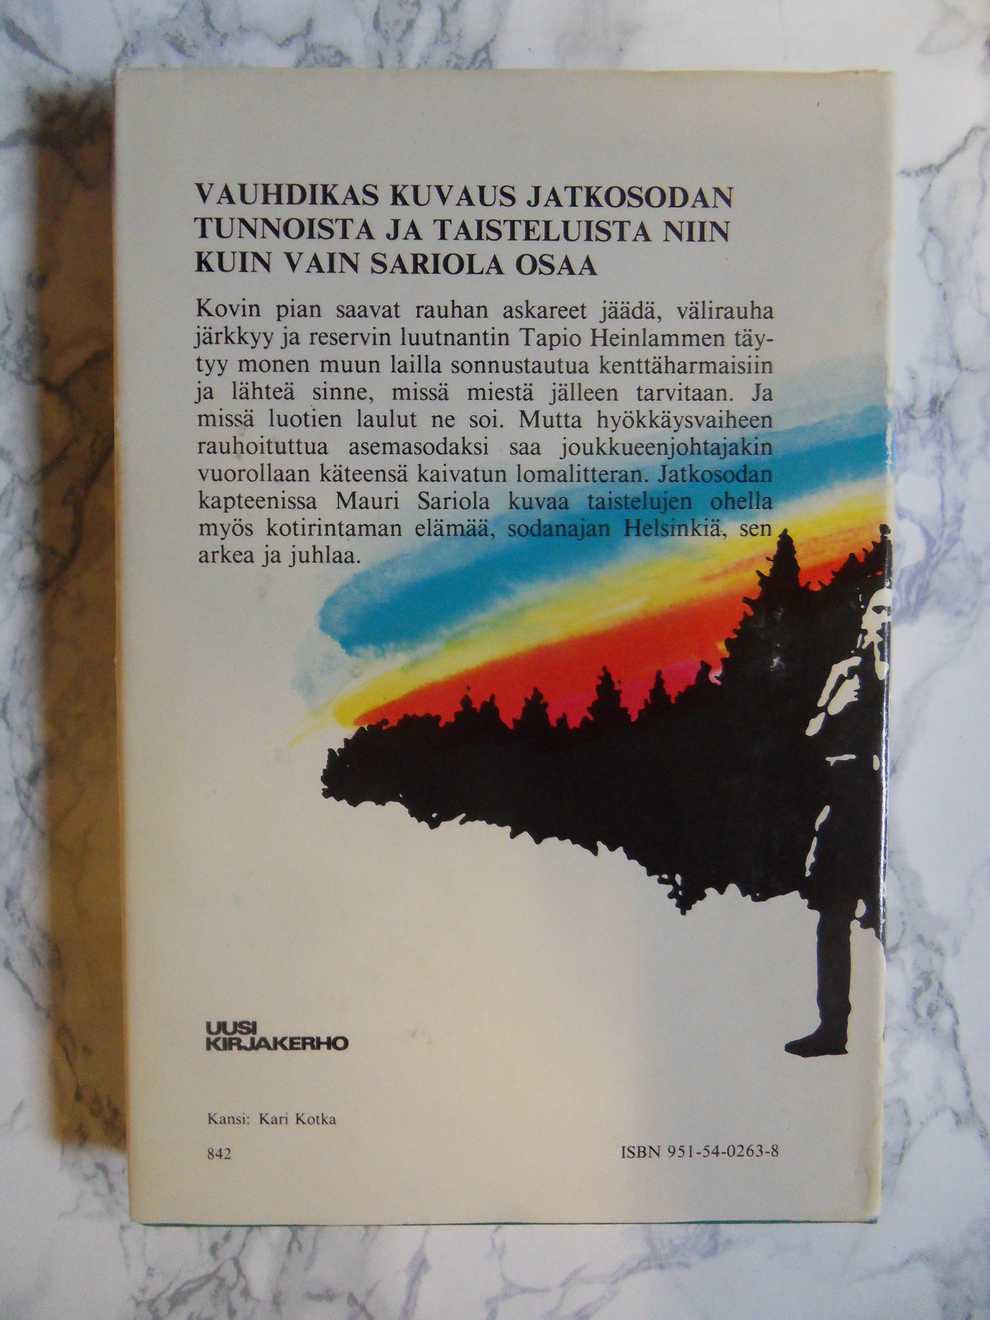 VAUHDIKAS KUVAUS JATKOSODAN
TUNNOISTA JA TAISTELUISTA NIIN
KUIN VAIN SARIOLA OSAA
Kovin pian saavat rauhan askareet jäädä, välirauha
järkkyy ja reservin luutnantin Tapio Heinlammen täy-
tyy monen muun lailla sonnustautua kenttäharmaisiin
ja lähteä sinne, missä miestä jälleen tarvitaan. Ja
missä luotien laulut ne soi. Mutta hyökkäysvaiheen
rauhoituttua asemasodaksi saa joukkueenjohtajakin
vuorollaan käteensä kaivatun lomalitteran. Jatkosodan
kapteenissa Mauri Sariola kuvaa taistelujen ohella
myös kotirintaman elämää, sodanajan Helsinkiä, sen
arkea ja juhlaa.
UUSI
KIRJAKERHO
Kansi: Kari Kotka
842
ISBN 951-54-0263-8